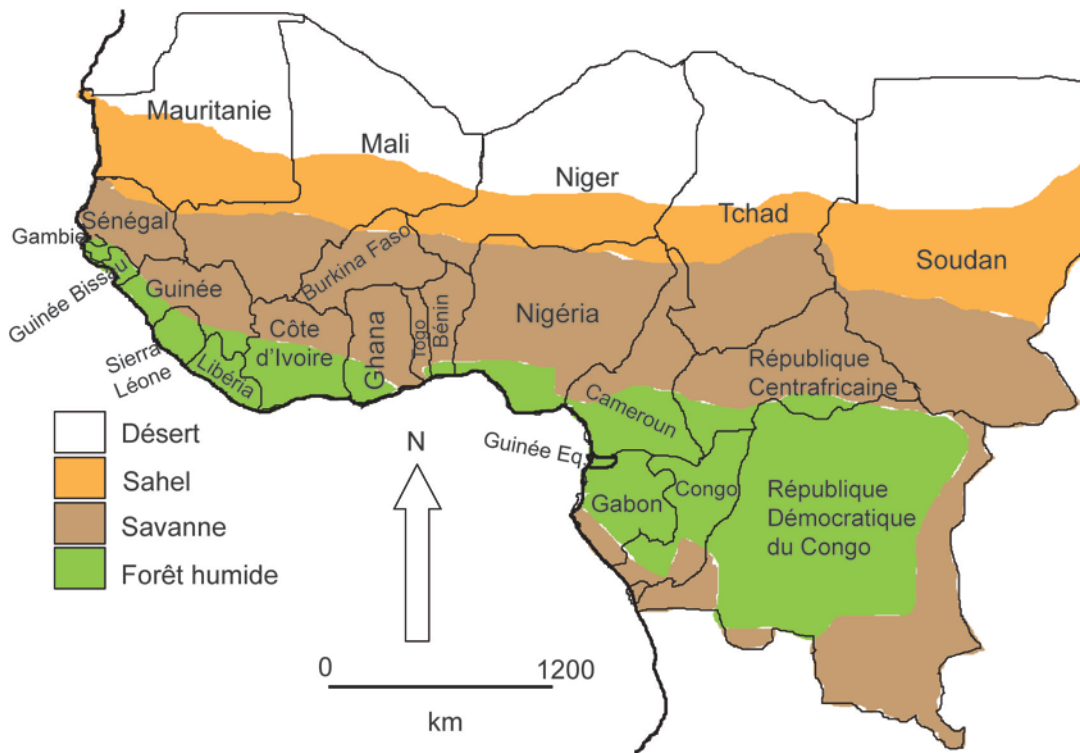 Mauritanie
Mali
Niger
Tchad
Soudan
Sénégal
Gambie
Guinée Bissau
Guinée
Burkina Faso
Sierra
Léone
Libéria
Côte
d'Ivoire
Ghana
Togo
Bénin
Nigéria
République
Centrafricaine
Cameroun
Guinée Eq.
Gabon
Congo
République
Démocratique
du Congo
Désert
Sahel
Savanne
Forêt humide
N
0
1200
km